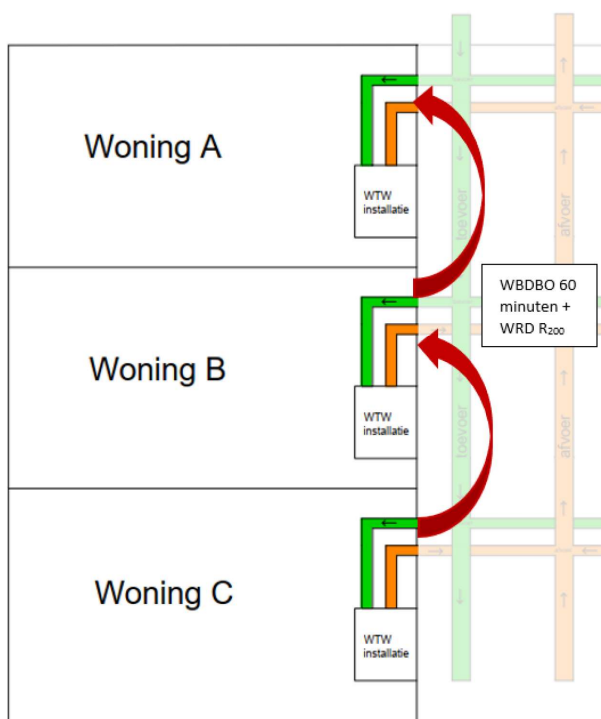 Woning A
WTW
installatie
toevoer
afvoer
WBDBO 60
minuten +
WRD R₂₀₀
Woning B
WTW
installatie
toevoer
afvoer
Woning C
WTW
installatie